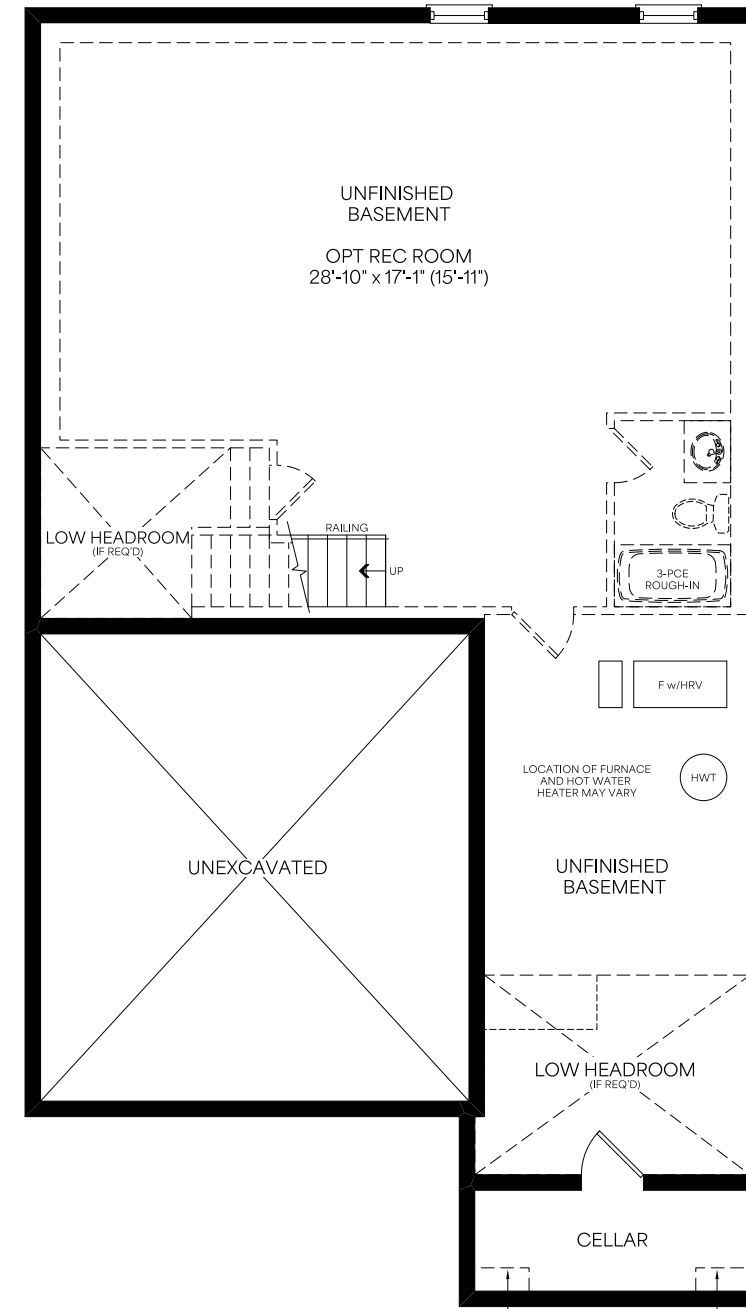 UNFINISHED
BASEMENT
OPT REC ROOM
28'-10" x 17'-1" (15'-11")
LOW HEADROOM
(IF REQ'D)
RAILING
UP
3-PCE
ROUGH-IN
F w/HRV
LOCATION OF FURNACE
AND HOT WATER
HEATER MAY VARY
HWT
UNEXCAVATED
UNFINISHED
BASEMENT
LOW HEADROOM
(IF REQ'D)
CELLAR